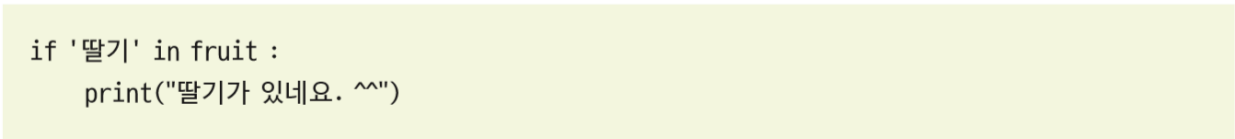 if '딸기' in fruit :
    print("딸기가 있네요. ^^")